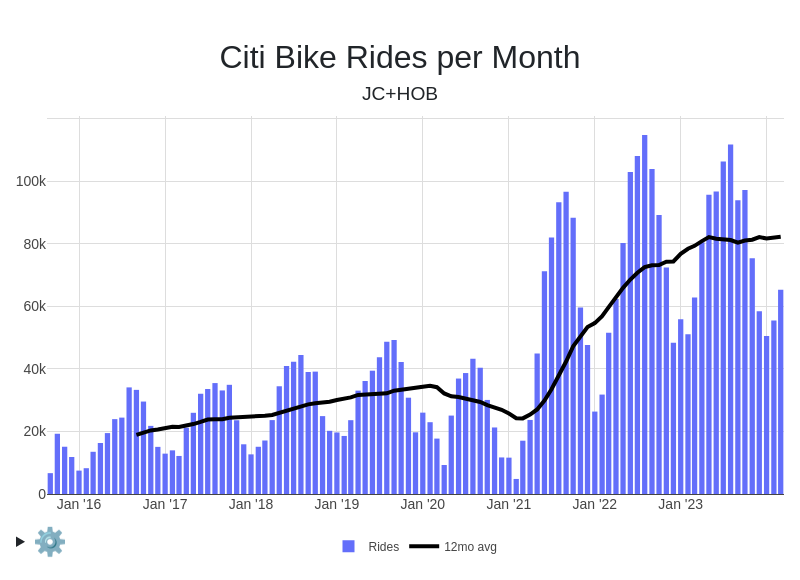 Citi Bike Rides per Month
JC+HOB
100k
80k
60k
40k
20k
0
Jan '16 Jan '17 Jan '18 Jan '19 Jan '20 Jan '21 Jan '22 Jan '23
Rides 12mo avg